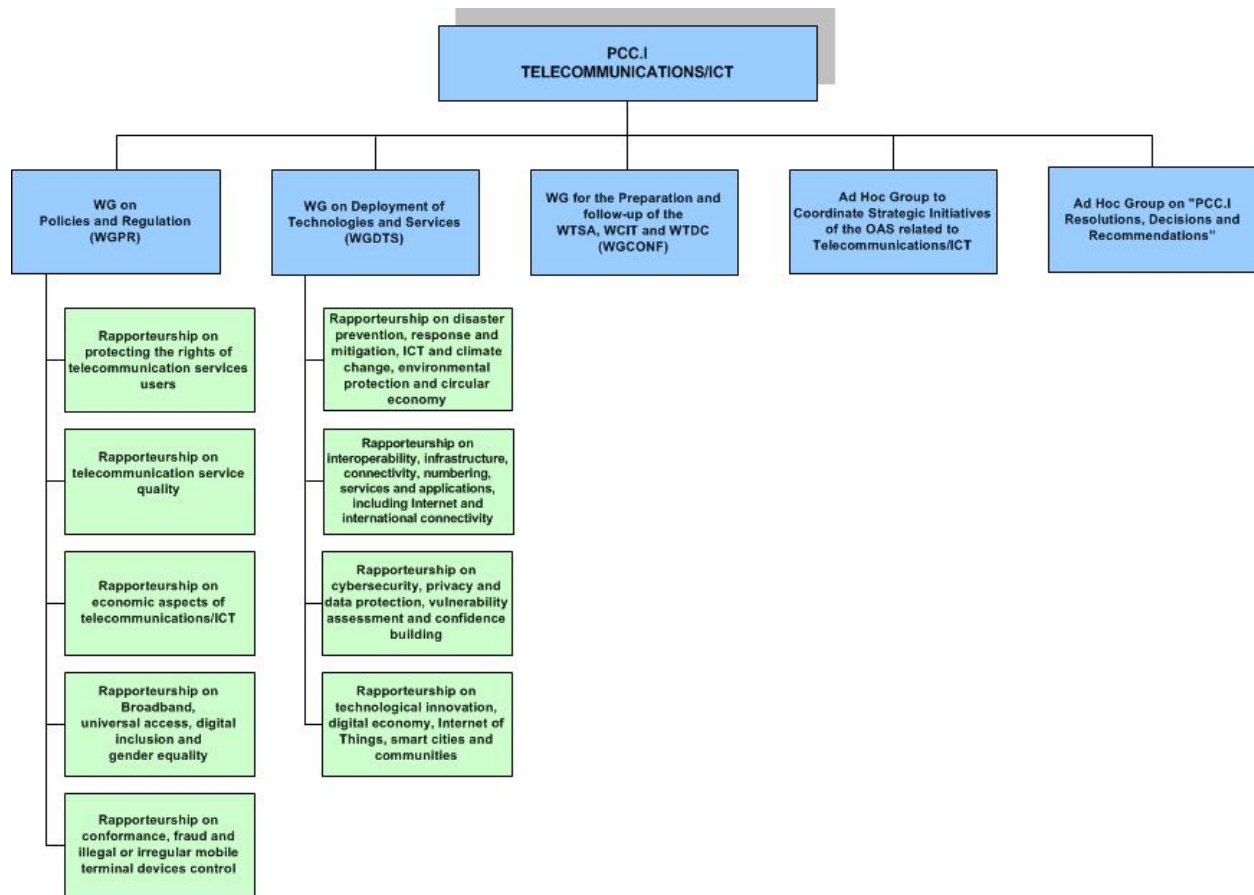 PCC.I
TELECOMMUNICATIONS/ICT
WG on
Policies and Regulation
(WGPR)
WG on Deployment of
Technologies and Services
(WGDTS)
WG for the Preparation and
follow-up of the
WTSA, WCIT and WTDC
(WGCONF)
Ad Hoc Group to
Coordinate Strategic Initiatives
of the OAS related to
Telecommunications/ICT
Ad Hoc Group on "PCC.I
Resolutions, Decisions and
Recommendations"
Rapporteurship on
protecting the rights of
telecommunication services
users
Rapporteurship on
telecommunication service
quality
Rapporteurship on
economic aspects of
telecommunications/ICT
Rapporteurship on
Broadband,
universal access, digital
inclusion and
gender equality
Rapporteurship on
conformance, fraud and
illegal or irregular mobile
terminal devices control
Rapporteurship on disaster
prevention, response and
mitigation, ICT and climate
change, environmental
protection and circular
economy
Rapporteurship on
interoperability, infrastructure,
connectivity, numbering,
services and applications,
including Internet and
international connectivity
Rapporteurship on
cybersecurity, privacy and
data protection, vulnerability
assessment and confidence
building
Rapporteurship on
technological innovation,
digital economy, Internet of
Things, smart cities and
communities